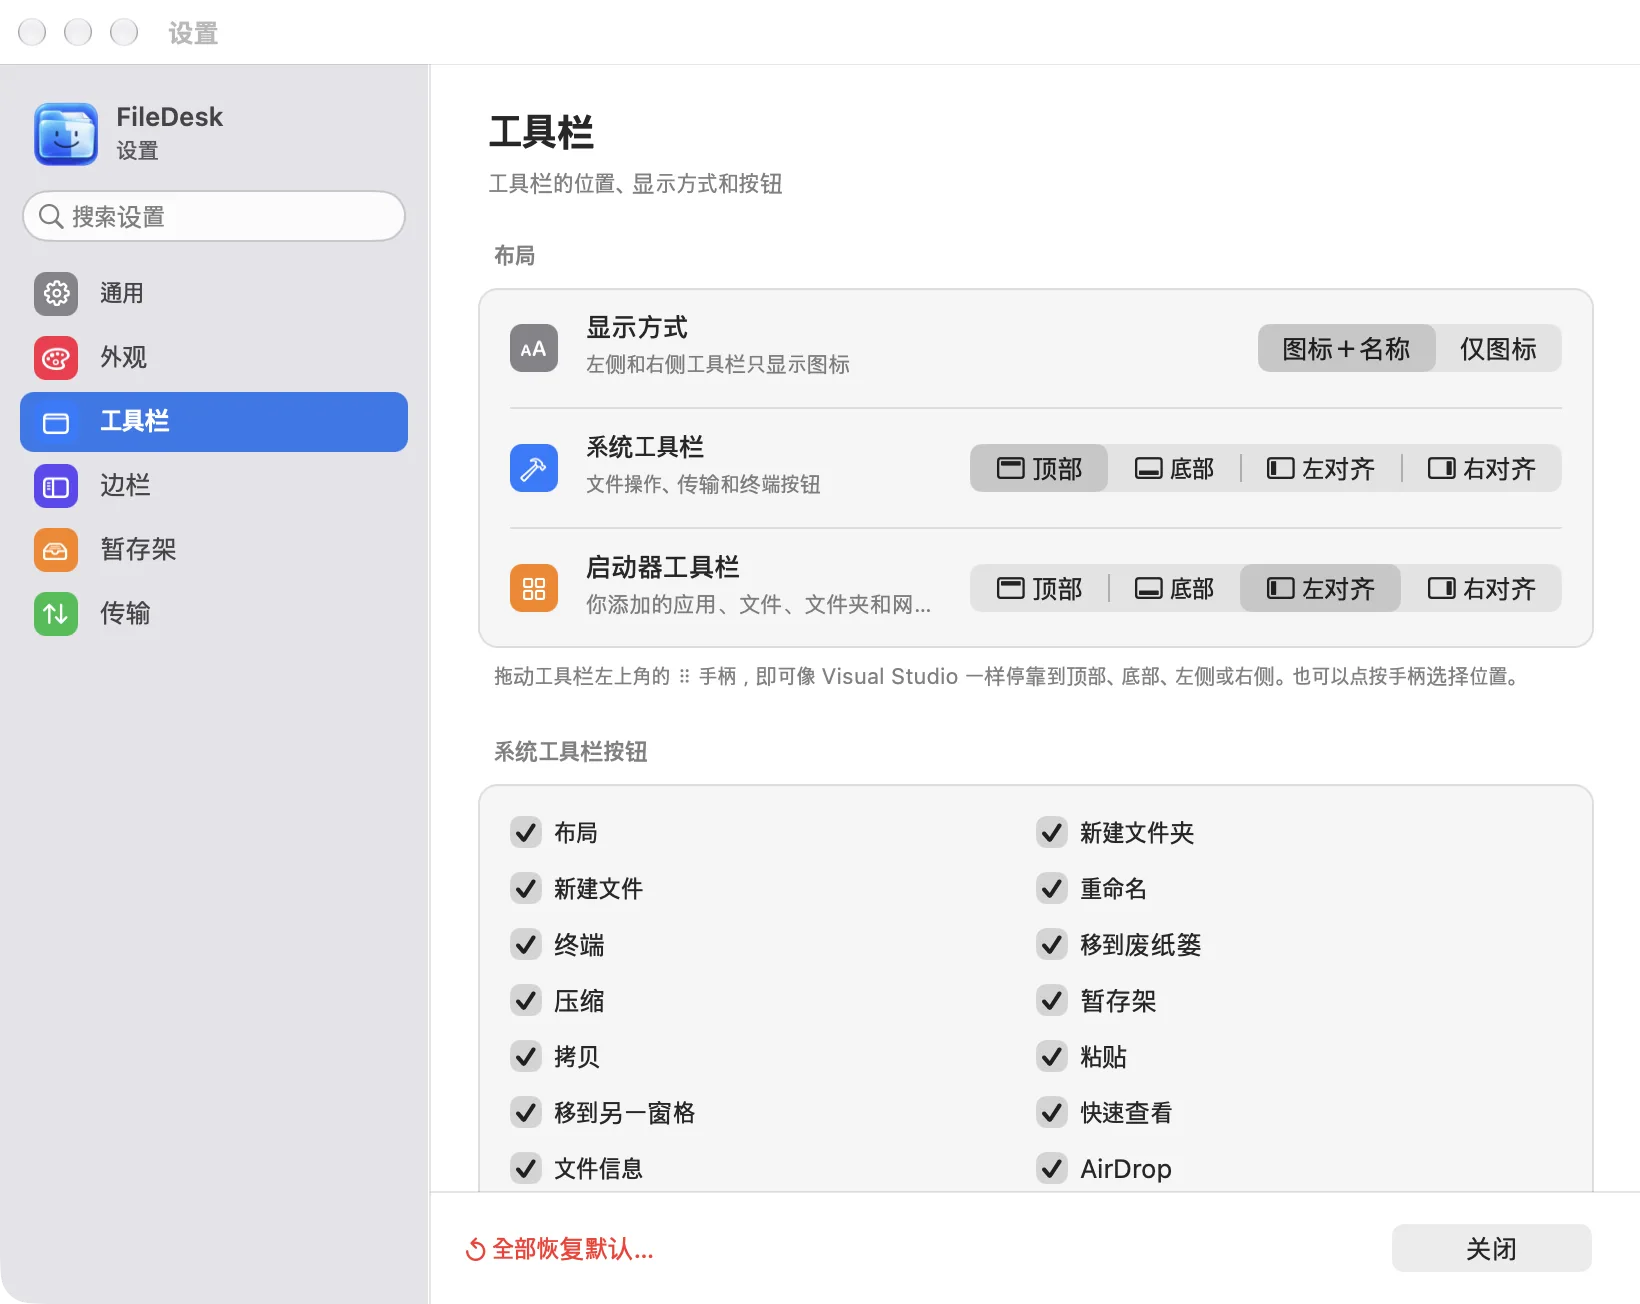 设置
FileDesk
设置
搜索设置
通用
外观
工具栏
边栏
暂存架
传输
工具栏
工具栏的位置、显示方式和按钮
布局
AA
显示方式
左侧和右侧工具栏只显示图标
图标＋名称 仅图标
系统工具栏
文件操作、传输和终端按钮
顶部 底部 左对齐 右对齐
启动器工具栏
你添加的应用、文件、文件夹和网...
顶部 底部 左对齐 右对齐
拖动工具栏左上角的 ⠿ 手柄，即可像 Visual Studio 一样停靠到顶部、底部、左侧或右侧。也可以点按手柄选择位置。
系统工具栏按钮
布局 新建文件夹
新建文件 重命名
终端 移到废纸篓
压缩 暂存架
拷贝 粘贴
移到另一窗格 快速查看
文件信息 AirDrop
全部恢复默认...
关闭